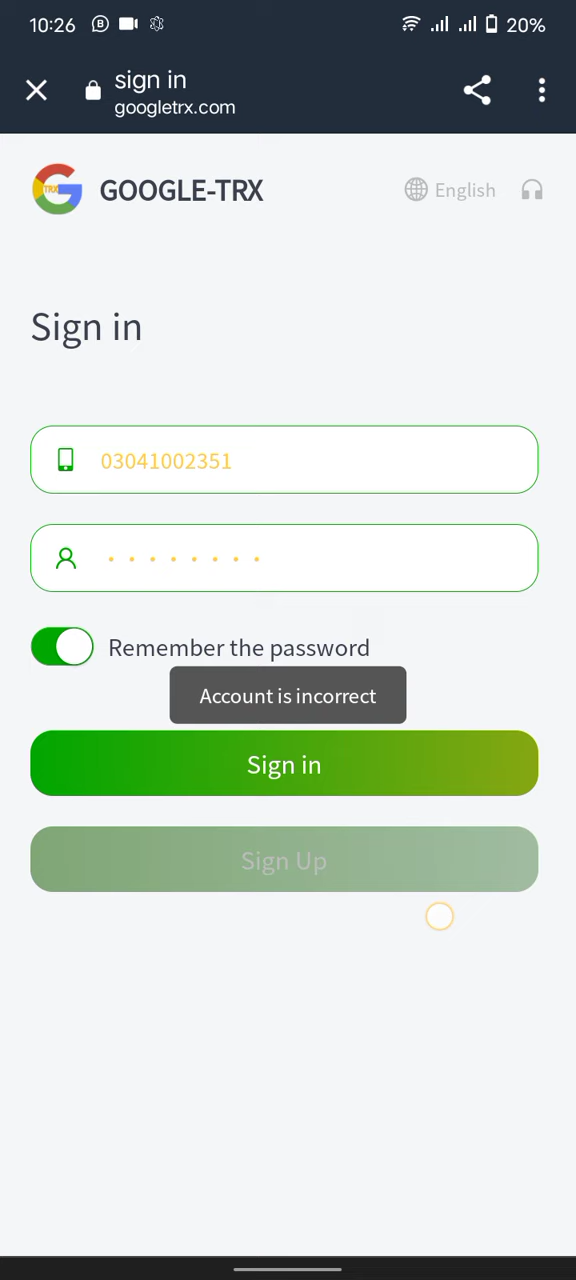 10:26 20%
sign in
googletrx.com
TRX
GOOGLE-TRX English
Sign in
03041002351
Remember the password
Account is incorrect
Sign in
Sign Up